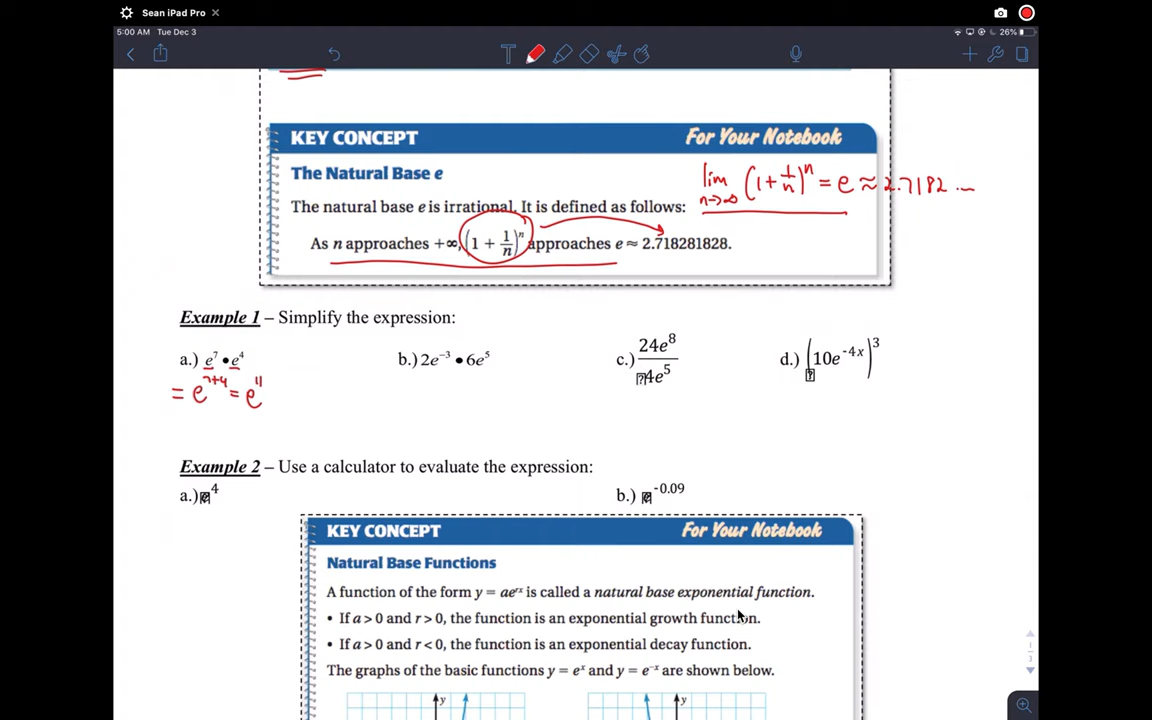 Sean iPad Pro ×
5:00 AM Tue Dec 3
26%
KEY CONCEPT For Your Notebook
The Natural Base e
lim n→∞ (1 + 1/n)^n = e ≈ 2.7182 ...
The natural base e is irrational. It is defined as follows:
As n approaches +∞, (1 + 1/n)^n approaches e ≈ 2.718281828.
Example 1 – Simplify the expression:
a.) e^7 • e^4
b.) 2e^-3 • 6e^5
c.) 24e^8 / 4e^5
d.) (10e^-4x)^3
= e^7+4 = e^11
Example 2 – Use a calculator to evaluate the expression:
a.) e^4
b.) e^-0.09
KEY CONCEPT For Your Notebook
Natural Base Functions
A function of the form y = ae^rx is called a natural base exponential function.
• If a > 0 and r > 0, the function is an exponential growth function.
• If a > 0 and r < 0, the function is an exponential decay function.
The graphs of the basic functions y = e^x and y = e^-x are shown below.
y
y